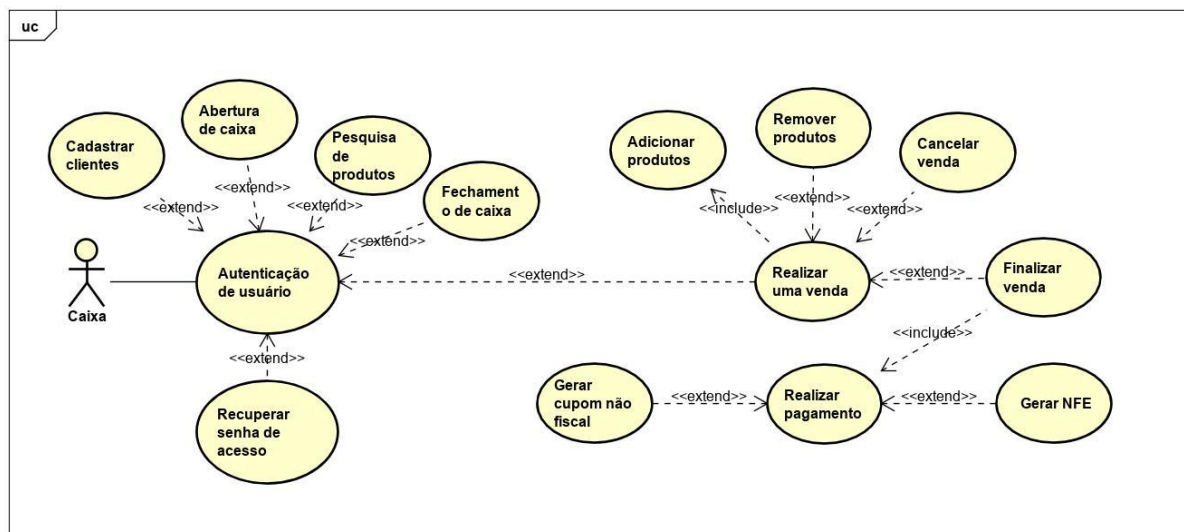 uc
Abertura
de caixa
Cadastrar
clientes
Pesquisa
de
produtos
Fechament
o de caixa
<<extend>>
<<extend>>
<<extend>>
<<extend>>
Autenticação
de usuário
Caixa
<<extend>>
Recuperar
senha de
acesso
<<extend>>
Adicionar
produtos
Remover
produtos
Cancelar
venda
<<include>>
<<extend>>
<<extend>>
Realizar
uma venda
<<extend>>
Finalizar
venda
<<include>>
Gerar
cupom não
fiscal
<<extend>>
Realizar
pagamento
<<extend>>
Gerar NFE